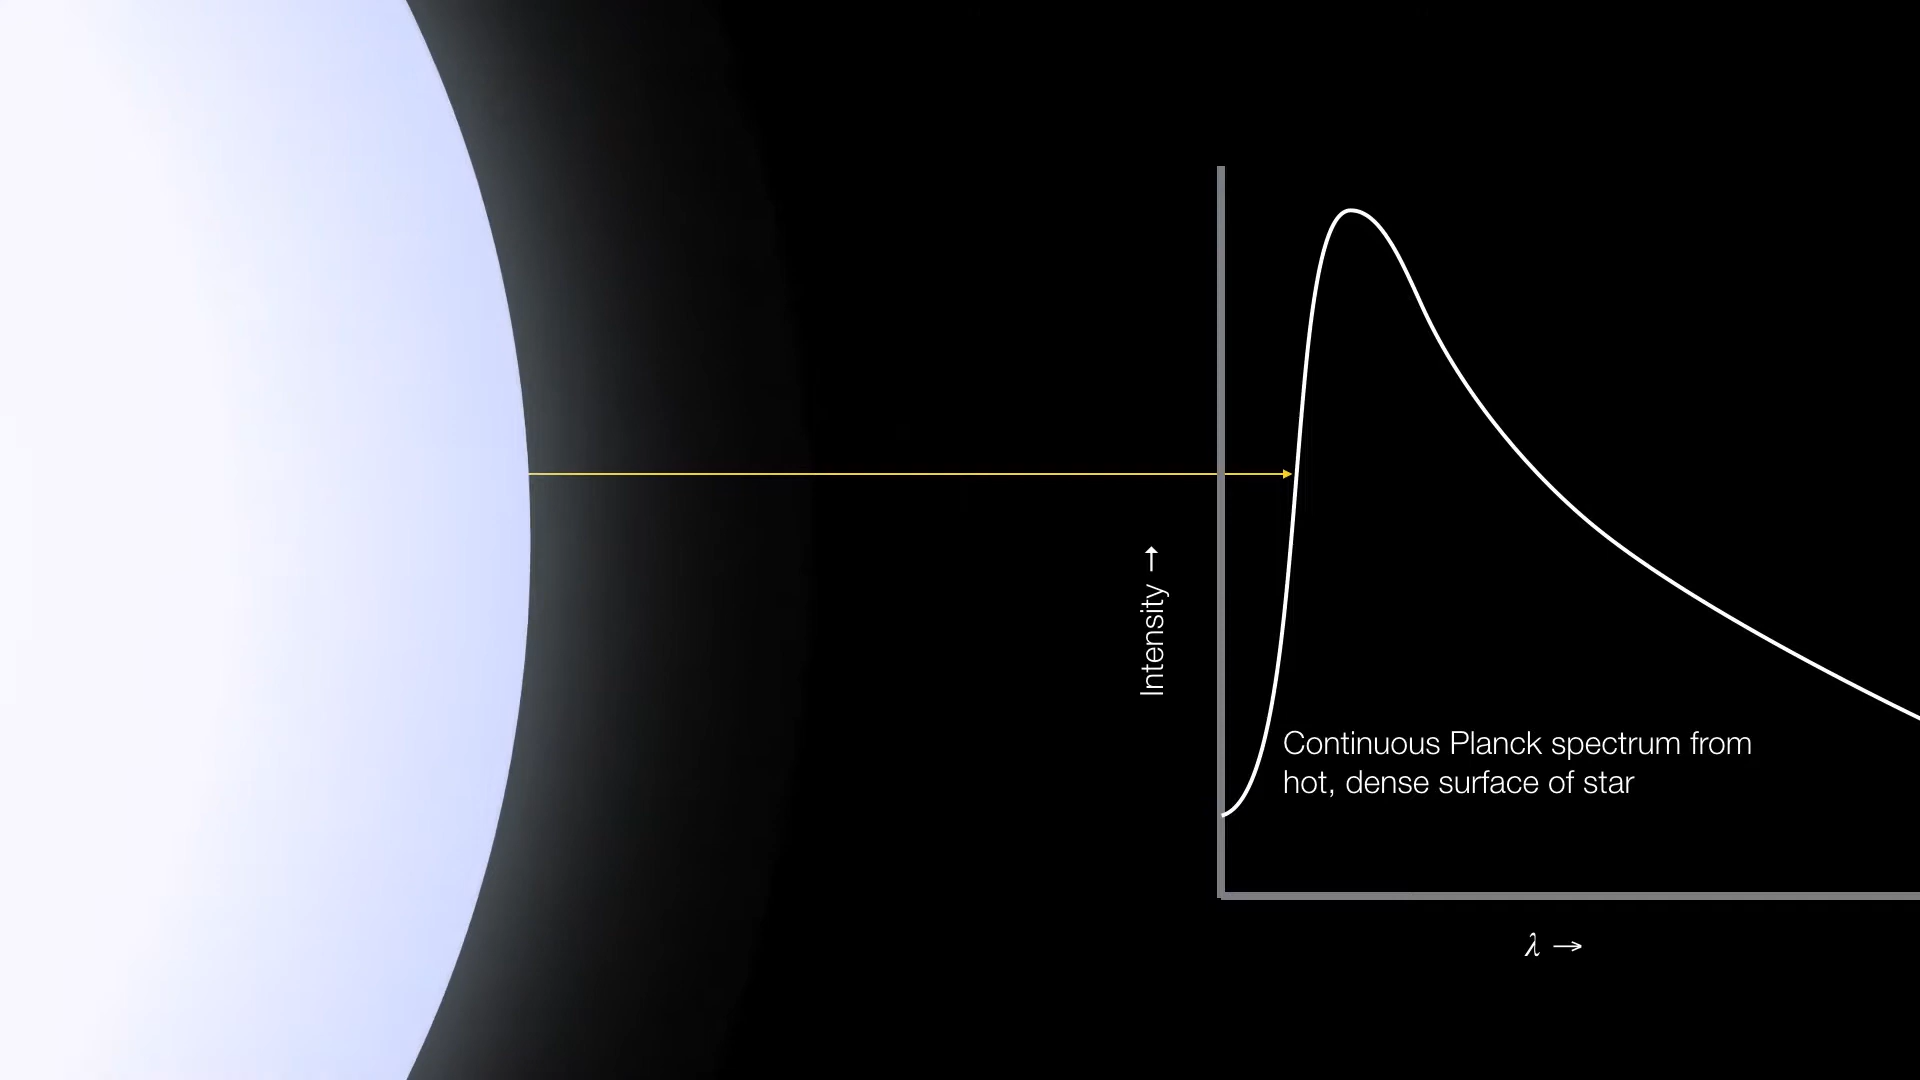 Intensity →
Continuous Planck spectrum from
hot, dense surface of star
λ →